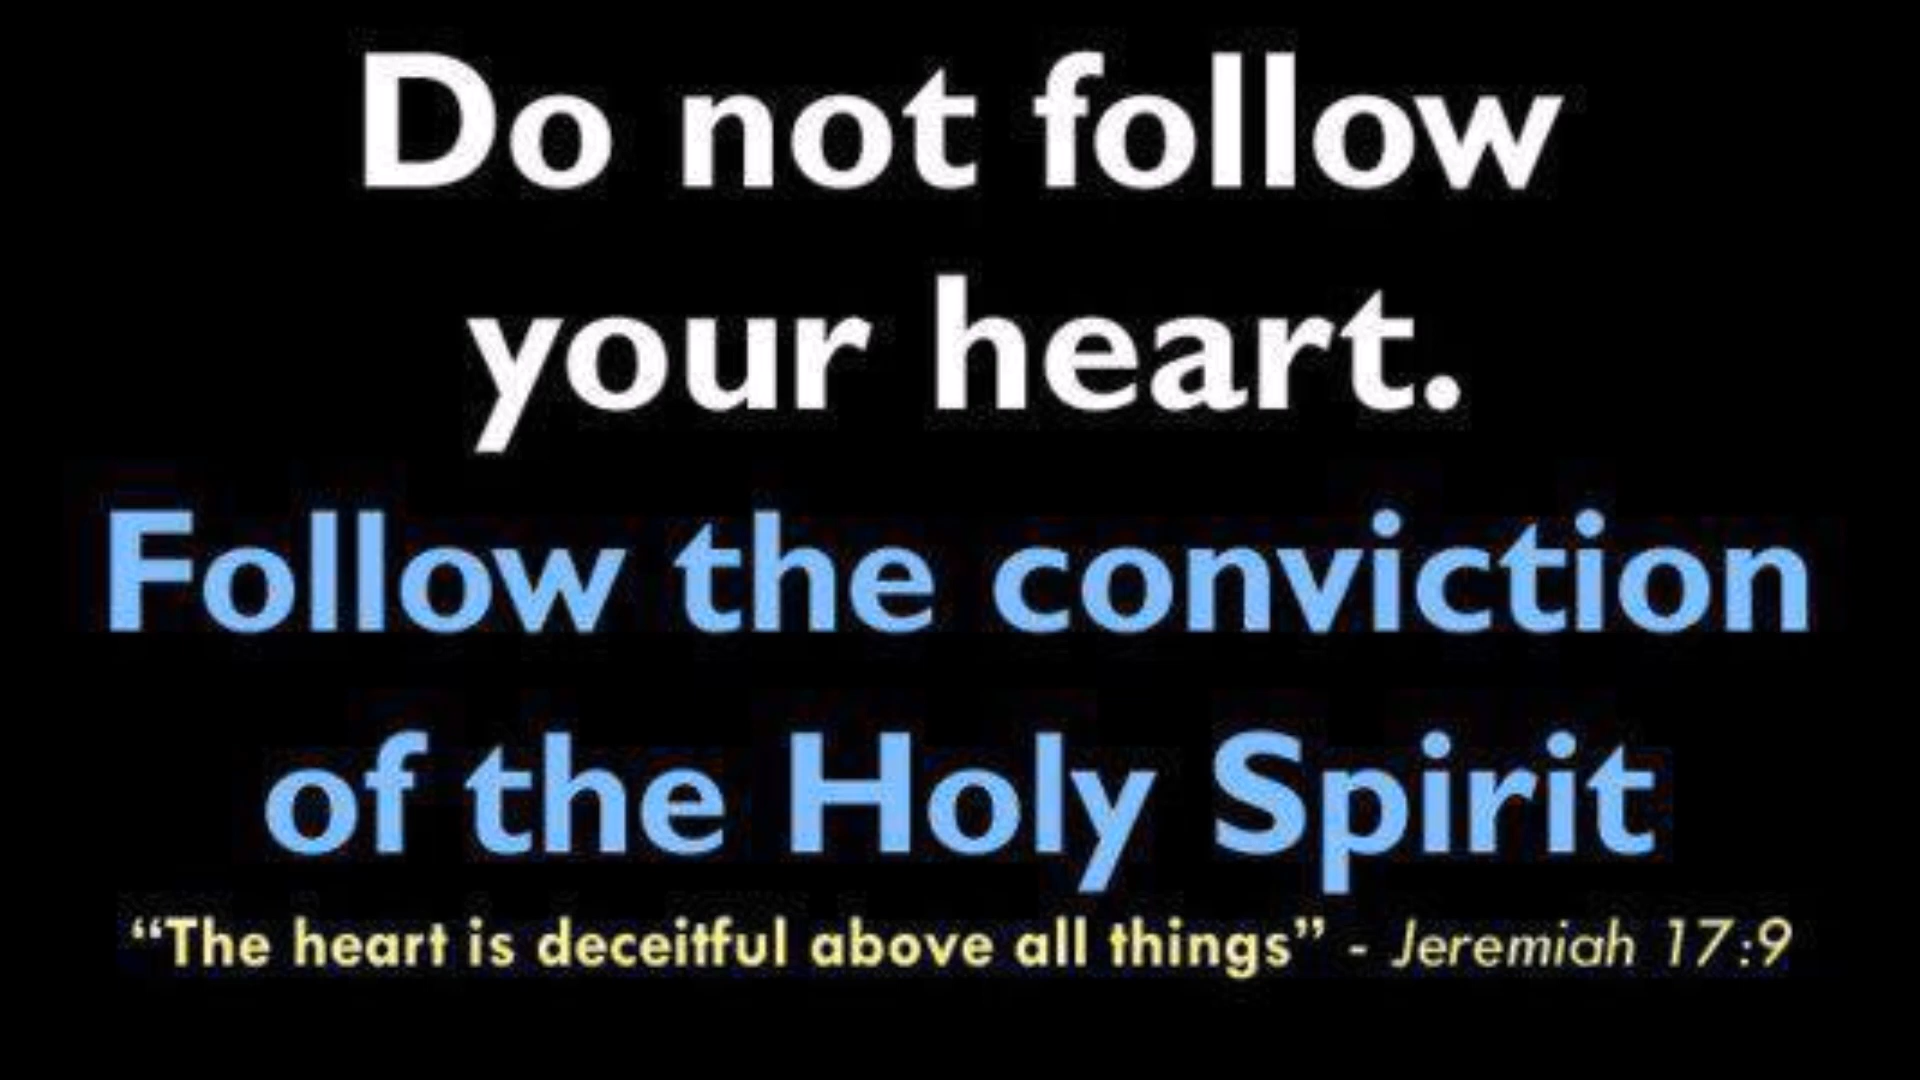 Do not follow
your heart.
Follow the conviction
of the Holy Spirit
“The heart is deceitful above all things” - Jeremiah 17:9